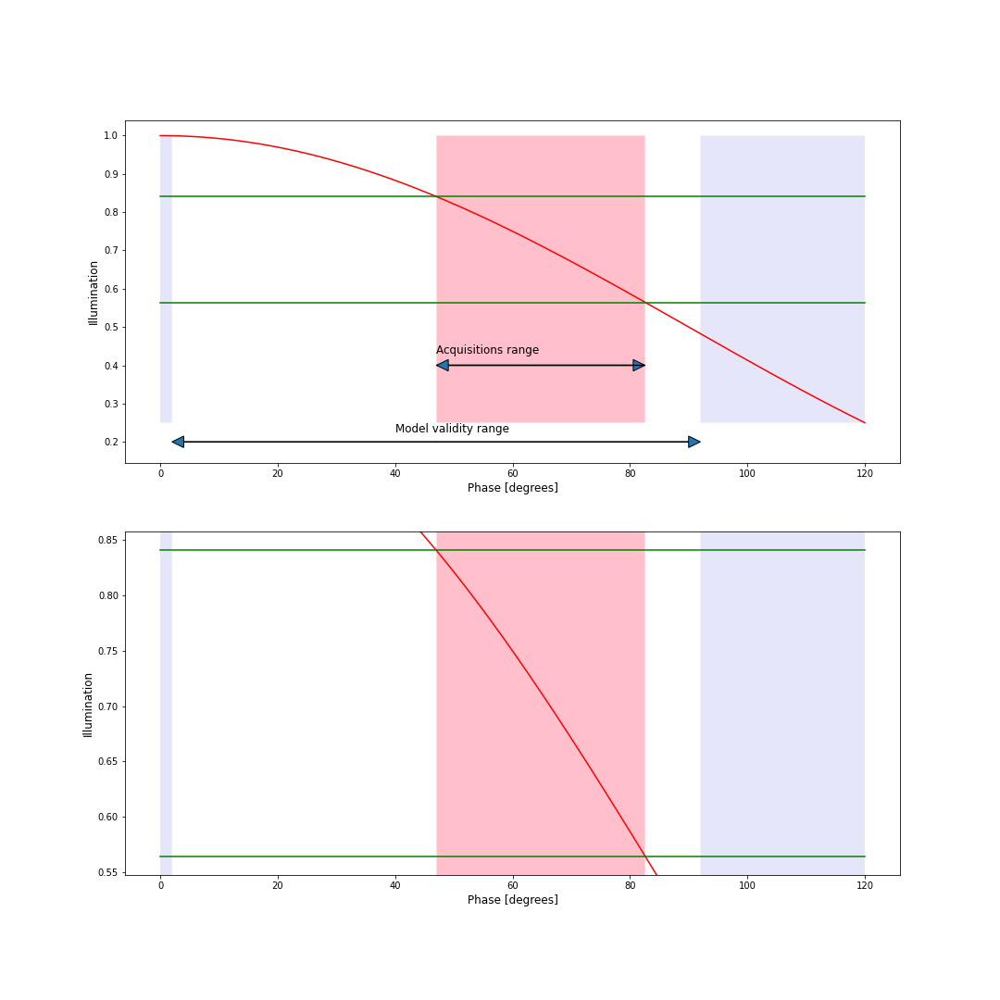 1.0
0.9
0.8
0.7
0.6
0.5
0.4
0.3
0.2
Illumination
Acquisitions range
Model validity range
0 20 40 60 80 100 120
Phase [degrees]
0.85
0.80
0.75
0.70
0.65
0.60
0.55
Illumination
0 20 40 60 80 100 120
Phase [degrees]